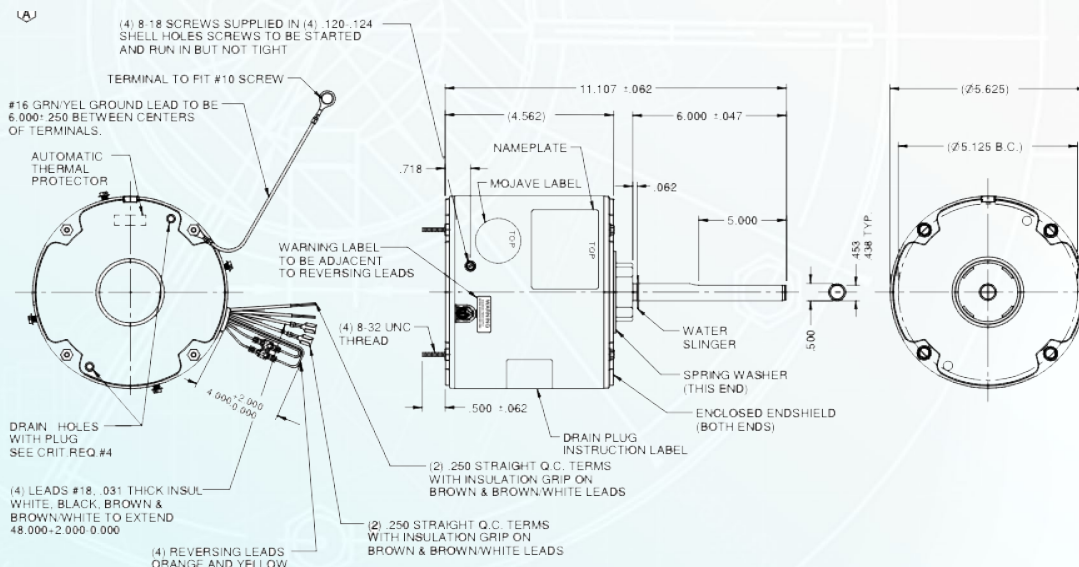 A
(4) 8-18 SCREWS SUPPLIED IN (4) .120-.124
SHELL HOLES SCREWS TO BE STARTED
AND RUN IN BUT NOT TIGHT
TERMINAL TO FIT #10 SCREW
#16 GRN/YEL GROUND LEAD TO BE
6.000±.250 BETWEEN CENTERS
OF TERMINALS.
AUTOMATIC
THERMAL
PROTECTOR
DRAIN HOLES
WITH PLUG
SEE CRIT.REQ.#4
4.000+2.000-0.000
(4) LEADS #18, .031 THICK INSUL
WHITE, BLACK, BROWN &
BROWN/WHITE TO EXTEND
48.000+2.000-0.000
(4) REVERSING LEADS
ORANGE AND YELLOW
11.107 ±.062
(4.562)
6.000 ±.047
NAMEPLATE
.718
MOJAVE LABEL
.062
5.000
TOP
TOP
WARNING LABEL
TO BE ADJACENT
TO REVERSING LEADS
(4) 8-32 UNC
THREAD
.500 ±.062
WATER
SLINGER
SPRING WASHER
(THIS END)
ENCLOSED ENDSHIELD
(BOTH ENDS)
DRAIN PLUG
INSTRUCTION LABEL
(2) .250 STRAIGHT Q.C. TERMS
WITH INSULATION GRIP ON
BROWN & BROWN/WHITE LEADS
(2) .250 STRAIGHT Q.C. TERMS
WITH INSULATION GRIP ON
BROWN & BROWN/WHITE LEADS
.453
.438 TYP.
.500
(Ø5.625)
(Ø5.125 B.C.)